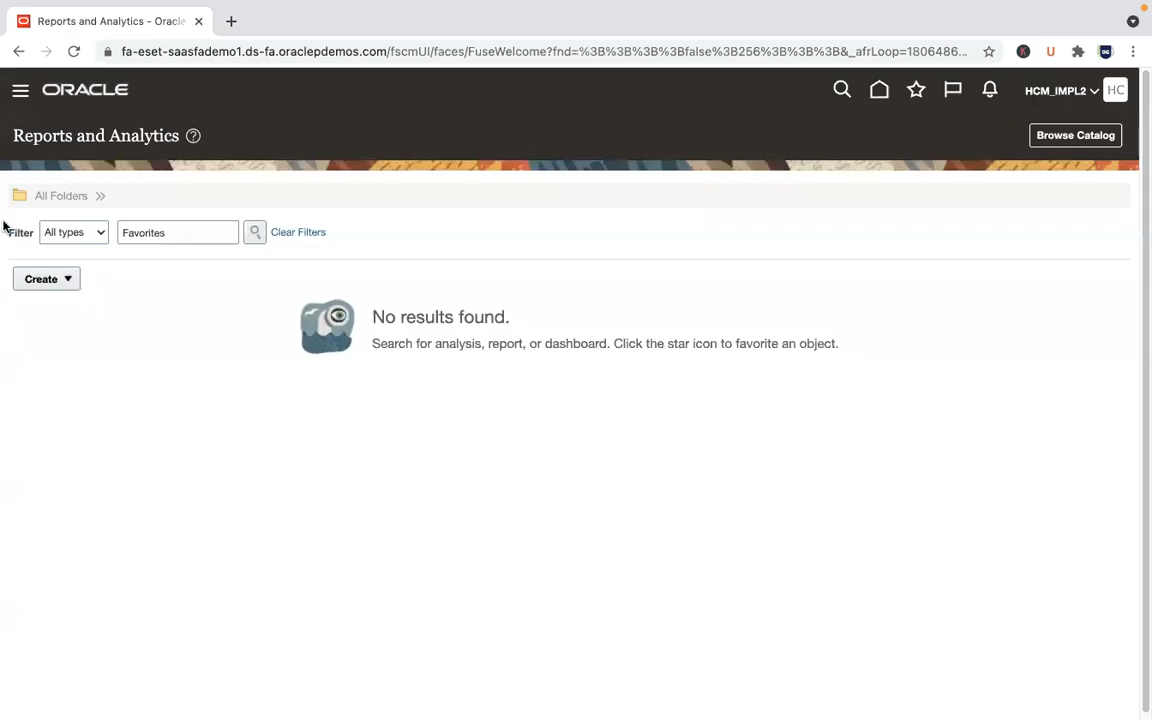 Reports and Analytics - Oracle
fa-eset-saasfademo1.ds-fa.oraclepdemos.com/fscmUI/faces/FuseWelcome?fnd=%3B%3B%3B%3Bfalse%3B256%3B%3B%3B&_afrLoop=1806486...
K U
ORACLE
HCM_IMPL2 HC
Reports and Analytics ?
Browse Catalog
All Folders
Filter All types Favorites Clear Filters
Create
No results found.
Search for analysis, report, or dashboard. Click the star icon to favorite an object.